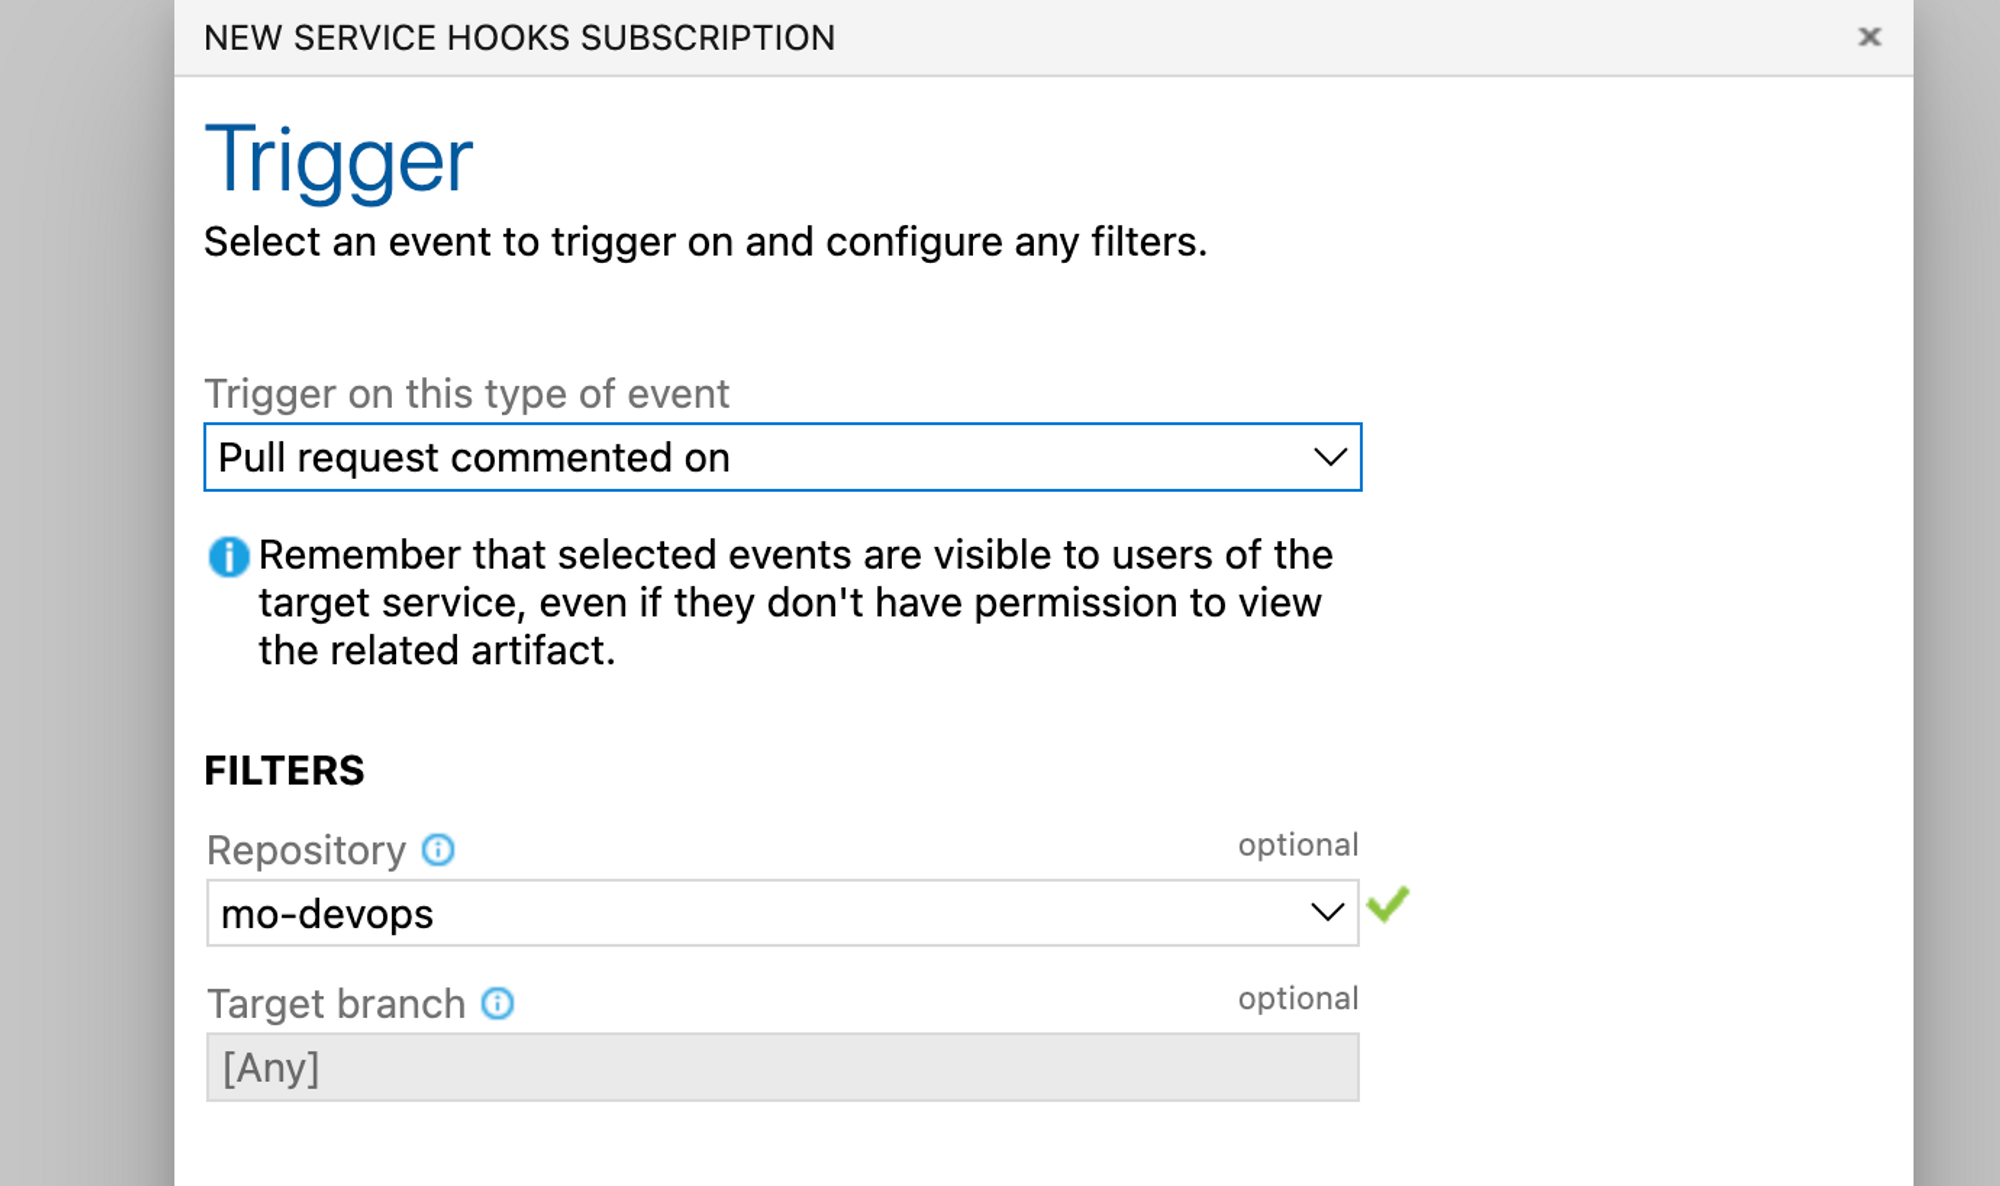 NEW SERVICE HOOKS SUBSCRIPTION
Trigger
Select an event to trigger on and configure any filters.
Trigger on this type of event
Pull request commented on
Remember that selected events are visible to users of the
target service, even if they don't have permission to view
the related artifact.
FILTERS
Repository optional
mo-devops
Target branch optional
[Any]